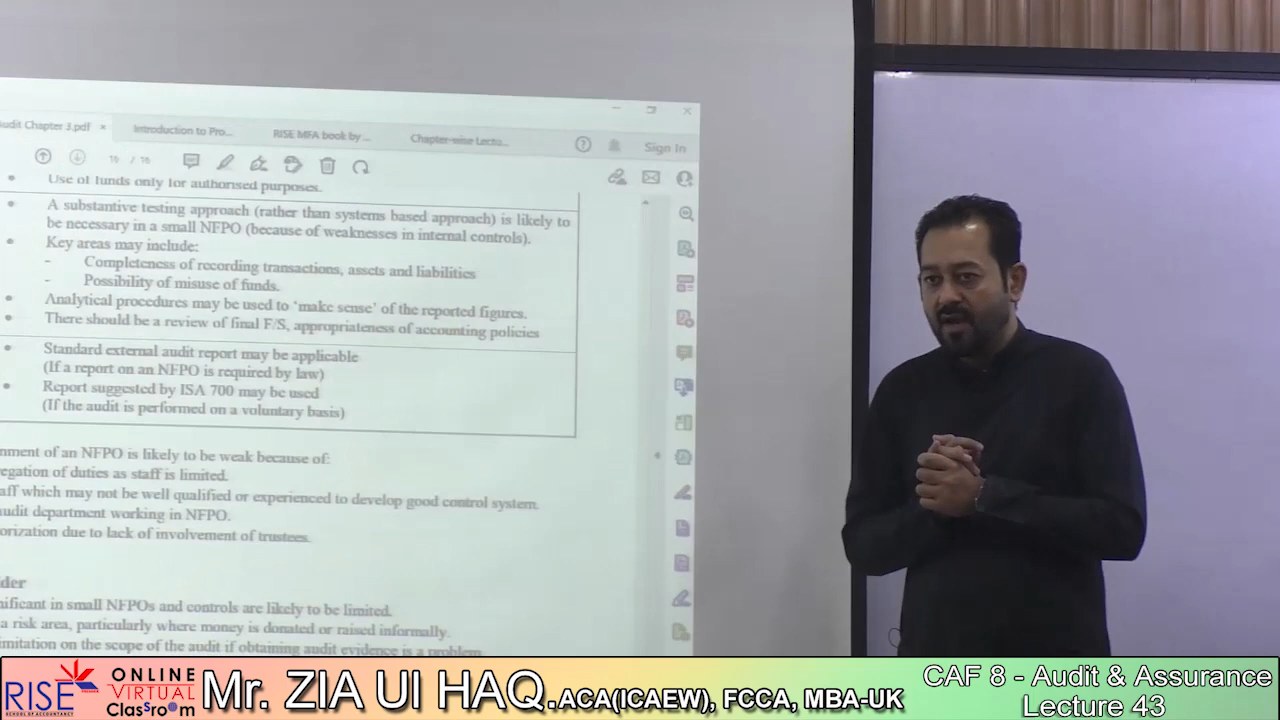 Audit Chapter 3.pdf × Introduction to Pro... RISE MFA book by ... Chapter-wise Lectu...
Sign In
16 / 16
• Use of funds only for authorised purposes.
• A substantive testing approach (rather than systems based approach) is likely to
be necessary in a small NFPO (because of weaknesses in internal controls).
• Key areas may include:
- Completeness of recording transactions, assets and liabilities
- Possibility of misuse of funds.
• Analytical procedures may be used to 'make sense' of the reported figures.
• There should be a review of final F/S, appropriateness of accounting policies
• Standard external audit report may be applicable
(If a report on an NFPO is required by law)
• Report suggested by ISA 700 may be used
(If the audit is performed on a voluntary basis)
nment of an NFPO is likely to be weak because of:
egation of duties as staff is limited.
aff which may not be well qualified or experienced to develop good control system.
audit department working in NFPO.
orization due to lack of involvement of trustees.
der
nificant in small NFPOs and controls are likely to be limited.
a risk area, particularly where money is donated or raised informally.
imitation on the scope of the audit if obtaining audit evidence is a problem
RISE
SCHOOL OF ACCOUNTANCY
ONLINE
VIRTUAL
ClasSroom
Mr. ZIA Ul HAQ.ACA(ICAEW), FCCA, MBA-UK
CAF 8 - Audit & Assurance
Lecture 43